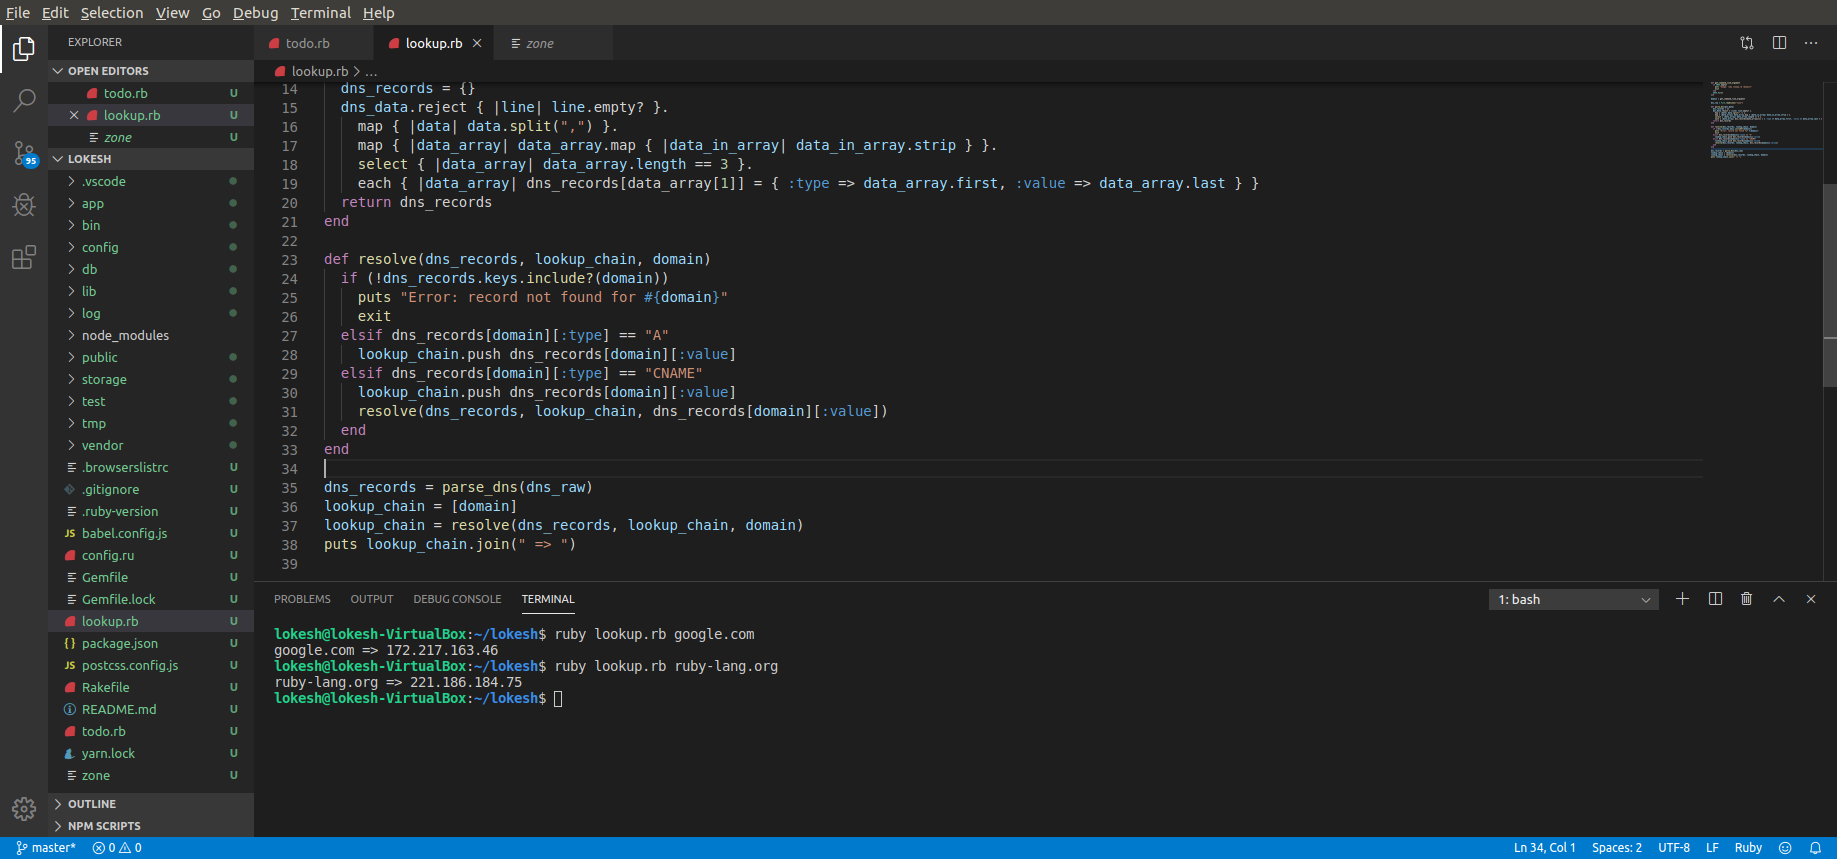 File Edit Selection View Go Debug Terminal Help
EXPLORER
OPEN EDITORS
todo.rb U
lookup.rb U
zone U
LOKESH
.vscode
app
bin
config
db
lib
log
node_modules
public
storage
test
tmp
vendor
.browserslistrc U
.gitignore U
.ruby-version U
JS babel.config.js U
config.ru U
Gemfile U
Gemfile.lock U
lookup.rb U
{} package.json U
JS postcss.config.js U
Rakefile U
README.md U
todo.rb U
yarn.lock U
zone U
OUTLINE
NPM SCRIPTS
95
todo.rb lookup.rb zone
lookup.rb > ...
14 dns_records = {}
15 dns_data.reject { |line| line.empty? }.
16 map { |data| data.split(",") }.
17 map { |data_array| data_array.map { |data_in_array| data_in_array.strip } }.
18 select { |data_array| data_array.length == 3 }.
19 each { |data_array| dns_records[data_array[1]] = { :type => data_array.first, :value => data_array.last } }
20 return dns_records
21 end
22
23 def resolve(dns_records, lookup_chain, domain)
24 if (!dns_records.keys.include?(domain))
25 puts "Error: record not found for #{domain}"
26 exit
27 elsif dns_records[domain][:type] == "A"
28 lookup_chain.push dns_records[domain][:value]
29 elsif dns_records[domain][:type] == "CNAME"
30 lookup_chain.push dns_records[domain][:value]
31 resolve(dns_records, lookup_chain, dns_records[domain][:value])
32 end
33 end
34
35 dns_records = parse_dns(dns_raw)
36 lookup_chain = [domain]
37 lookup_chain = resolve(dns_records, lookup_chain, domain)
38 puts lookup_chain.join(" => ")
39
PROBLEMS OUTPUT DEBUG CONSOLE TERMINAL 1: bash
lokesh@lokesh-VirtualBox:~/lokesh$ ruby lookup.rb google.com
google.com => 172.217.163.46
lokesh@lokesh-VirtualBox:~/lokesh$ ruby lookup.rb ruby-lang.org
ruby-lang.org => 221.186.184.75
lokesh@lokesh-VirtualBox:~/lokesh$
master* 0 0 Ln 34, Col 1 Spaces: 2 UTF-8 LF Ruby